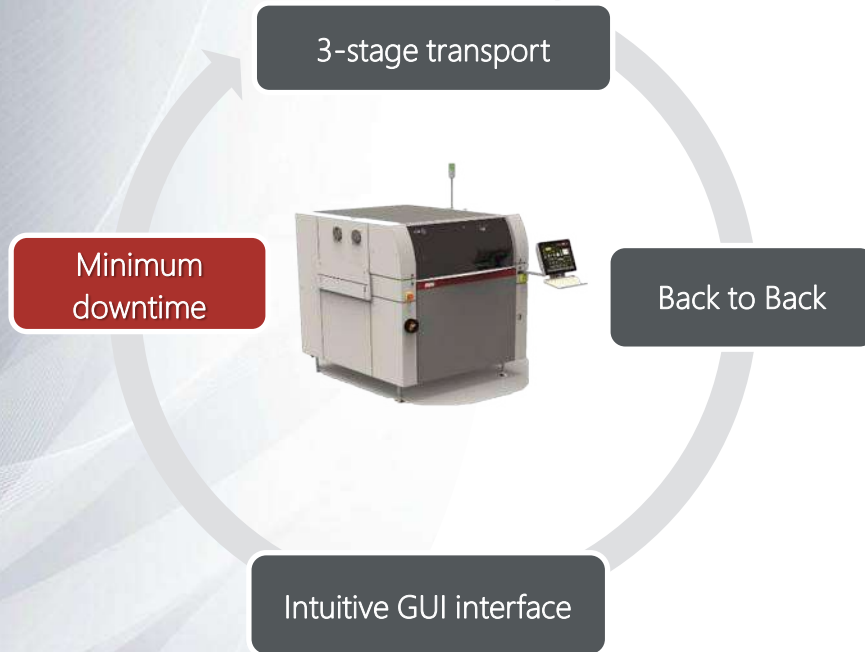 3-stage transport
Minimum
downtime
Back to Back
Intuitive GUI interface